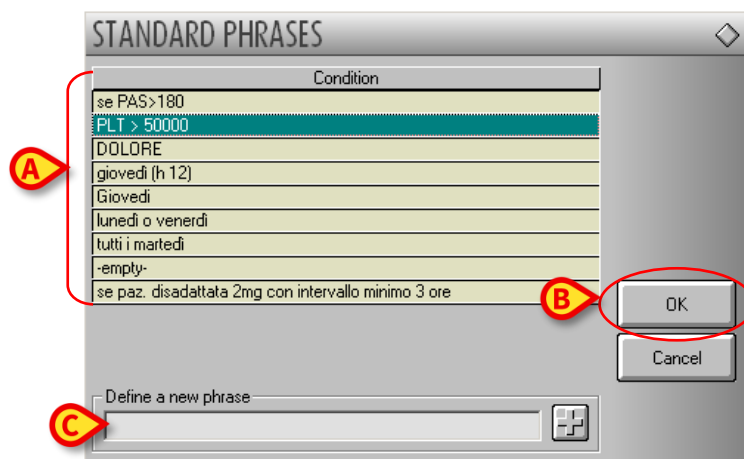 STANDARD PHRASES
Condition
se PAS>180
PLT > 50000
DOLORE
giovedì (h 12)
Giovedi
lunedì o venerdì
tutti i martedì
-empty-
se paz. disadattata 2mg con intervallo minimo 3 ore
A
B
OK
Cancel
Define a new phrase
C